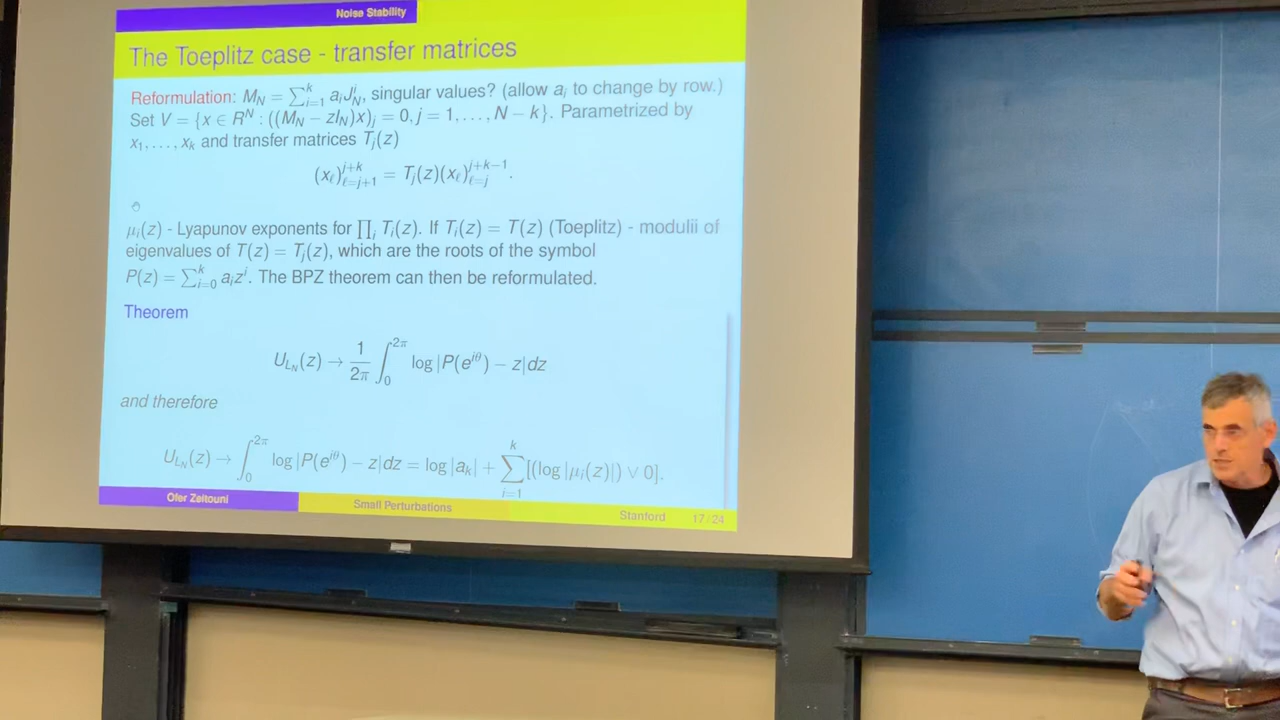 Noise Stability
The Toeplitz case - transfer matrices
Reformulation: M_N = ∑_{i=1}^k a_i J_N^i, singular values? (allow a_i to change by row.)
Set V = {x ∈ R^N : ((M_N − zI_N)x)_j = 0, j = 1, . . . , N − k}. Parametrized by
x_1, . . . , x_k and transfer matrices T_j(z)
(x_ℓ)_{ℓ=j+1}^{j+k} = T_j(z)(x_ℓ)_{ℓ=j}^{j+k−1}.
μ_i(z) - Lyapunov exponents for ∏_i T_i(z). If T_i(z) = T(z) (Toeplitz) - modulii of
eigenvalues of T(z) = T_j(z), which are the roots of the symbol
P(z) = ∑_{i=0}^k a_i z^i. The BPZ theorem can then be reformulated.
Theorem
U_{L_N}(z) → \frac{1}{2π} ∫_0^{2π} log |P(e^{iθ}) − z|dz
and therefore
U_{L_N}(z) → ∫_0^{2π} log |P(e^{iθ}) − z|dz = log |a_k| + ∑_{i=1}^k [(log |μ_i(z)|) ∨ 0].
Ofer Zeitouni
Small Perturbations
Stanford
17 / 24